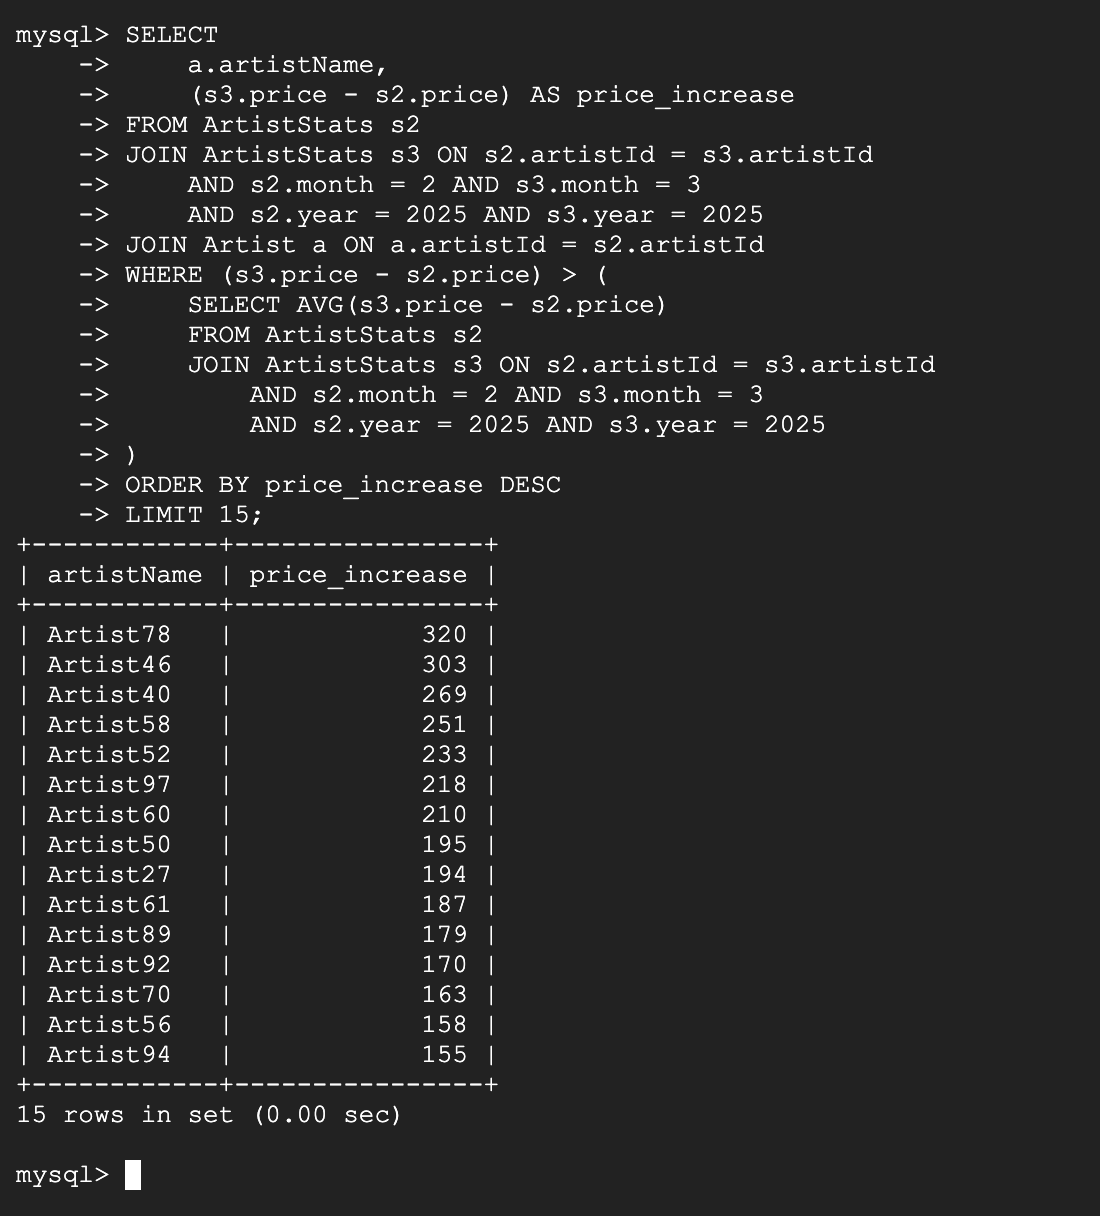 mysql> SELECT
    ->     a.artistName,
    ->     (s3.price - s2.price) AS price_increase
    -> FROM ArtistStats s2
    -> JOIN ArtistStats s3 ON s2.artistId = s3.artistId
    ->     AND s2.month = 2 AND s3.month = 3
    ->     AND s2.year = 2025 AND s3.year = 2025
    -> JOIN Artist a ON a.artistId = s2.artistId
    -> WHERE (s3.price - s2.price) > (
    ->     SELECT AVG(s3.price - s2.price)
    ->     FROM ArtistStats s2
    ->     JOIN ArtistStats s3 ON s2.artistId = s3.artistId
    ->         AND s2.month = 2 AND s3.month = 3
    ->         AND s2.year = 2025 AND s3.year = 2025
    -> )
    -> ORDER BY price_increase DESC
    -> LIMIT 15;
+------------+----------------+
| artistName | price_increase |
+------------+----------------+
| Artist78   |            320 |
| Artist46   |            303 |
| Artist40   |            269 |
| Artist58   |            251 |
| Artist52   |            233 |
| Artist97   |            218 |
| Artist60   |            210 |
| Artist50   |            195 |
| Artist27   |            194 |
| Artist61   |            187 |
| Artist89   |            179 |
| Artist92   |            170 |
| Artist70   |            163 |
| Artist56   |            158 |
| Artist94   |            155 |
+------------+----------------+
15 rows in set (0.00 sec)

mysql>